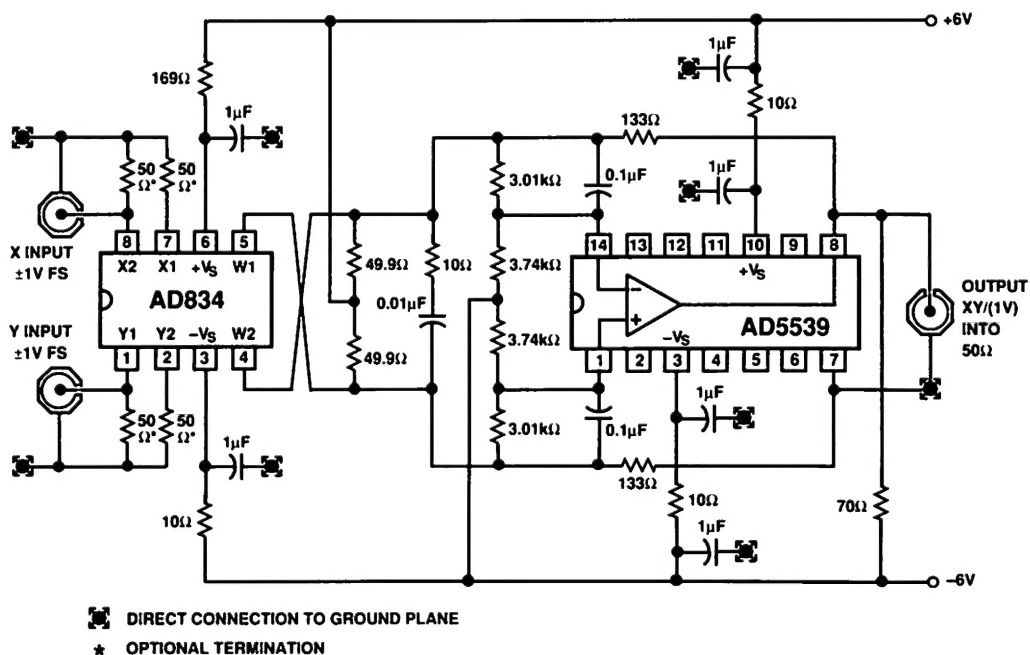 +6V
1µF
169Ω
10Ω
1µF
133Ω
50
Ω*
50
Ω*
3.01kΩ
0.1µF
1µF
X INPUT
±1V FS
8
7
6
5
X2
X1
+VS
W1
49.9Ω
10Ω
3.74kΩ
14
13
12
11
10
9
8
+VS
AD834
0.01µF
−
+
AD5539
OUTPUT
XY/(1V)
INTO
50Ω
Y INPUT
±1V FS
Y1
Y2
−VS
W2
1
2
3
4
49.9Ω
3.74kΩ
−VS
1
2
3
4
5
6
7
50
Ω*
50
Ω*
1µF
3.01kΩ
0.1µF
1µF
133Ω
10Ω
10Ω
1µF
70Ω
−6V
DIRECT CONNECTION TO GROUND PLANE
* OPTIONAL TERMINATION